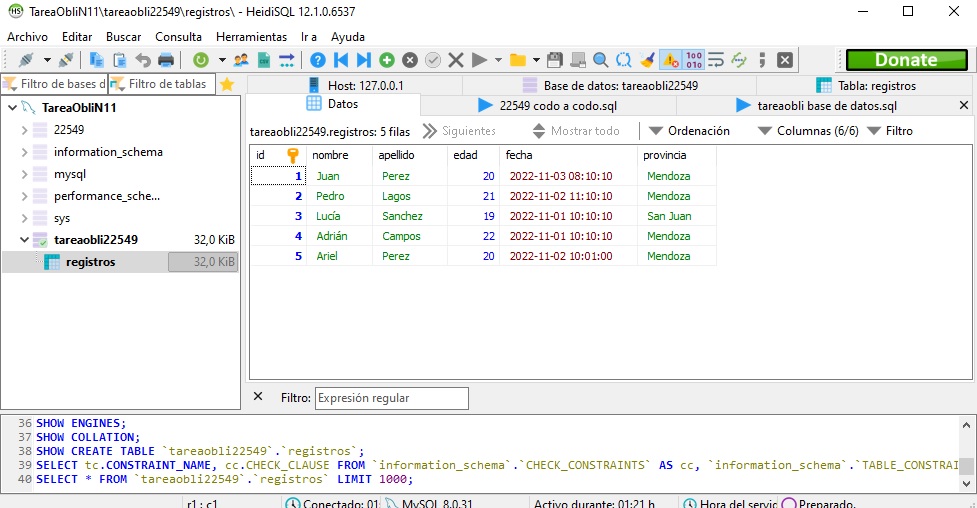 TareaObliN11\tareaobli22549\registros\ - HeidiSQL 12.1.0.6537
Archivo Editar Buscar Consulta Herramientas Ir a Ayuda
Donate
Filtro de bases d Filtro de tablas
Host: 127.0.0.1 Base de datos: tareaobli22549 Tabla: registros
Datos 22549 codo a codo.sql tareaobli base de datos.sql
tareaobli22549.registros: 5 filas Siguientes Mostrar todo Ordenación Columnas (6/6) Filtro
TareaObliN11
22549
information_schema
mysql
performance_sche...
sys
tareaobli22549 32,0 KiB
registros 32,0 KiB
id nombre apellido edad fecha provincia
1 Juan Perez 20 2022-11-03 08:10:10 Mendoza
2 Pedro Lagos 21 2022-11-02 11:10:10 Mendoza
3 Lucía Sanchez 19 2022-11-01 10:10:10 San Juan
4 Adrián Campos 22 2022-11-01 10:10:10 Mendoza
5 Ariel Perez 20 2022-11-02 10:01:00 Mendoza
Filtro: Expresión regular
36 SHOW ENGINES;
37 SHOW COLLATION;
38 SHOW CREATE TABLE `tareaobli22549`.`registros`;
39 SELECT tc.CONSTRAINT_NAME, cc.CHECK_CLAUSE FROM `information_schema`.`CHECK_CONSTRAINTS` AS cc, `information_schema`.`TABLE_CONSTRAI
40 SELECT * FROM `tareaobli22549`.`registros` LIMIT 1000;
r1 : c1 Conectado: 01: MySQL 8.0.31 Activo durante: 01:21 h Hora del servic Preparado.